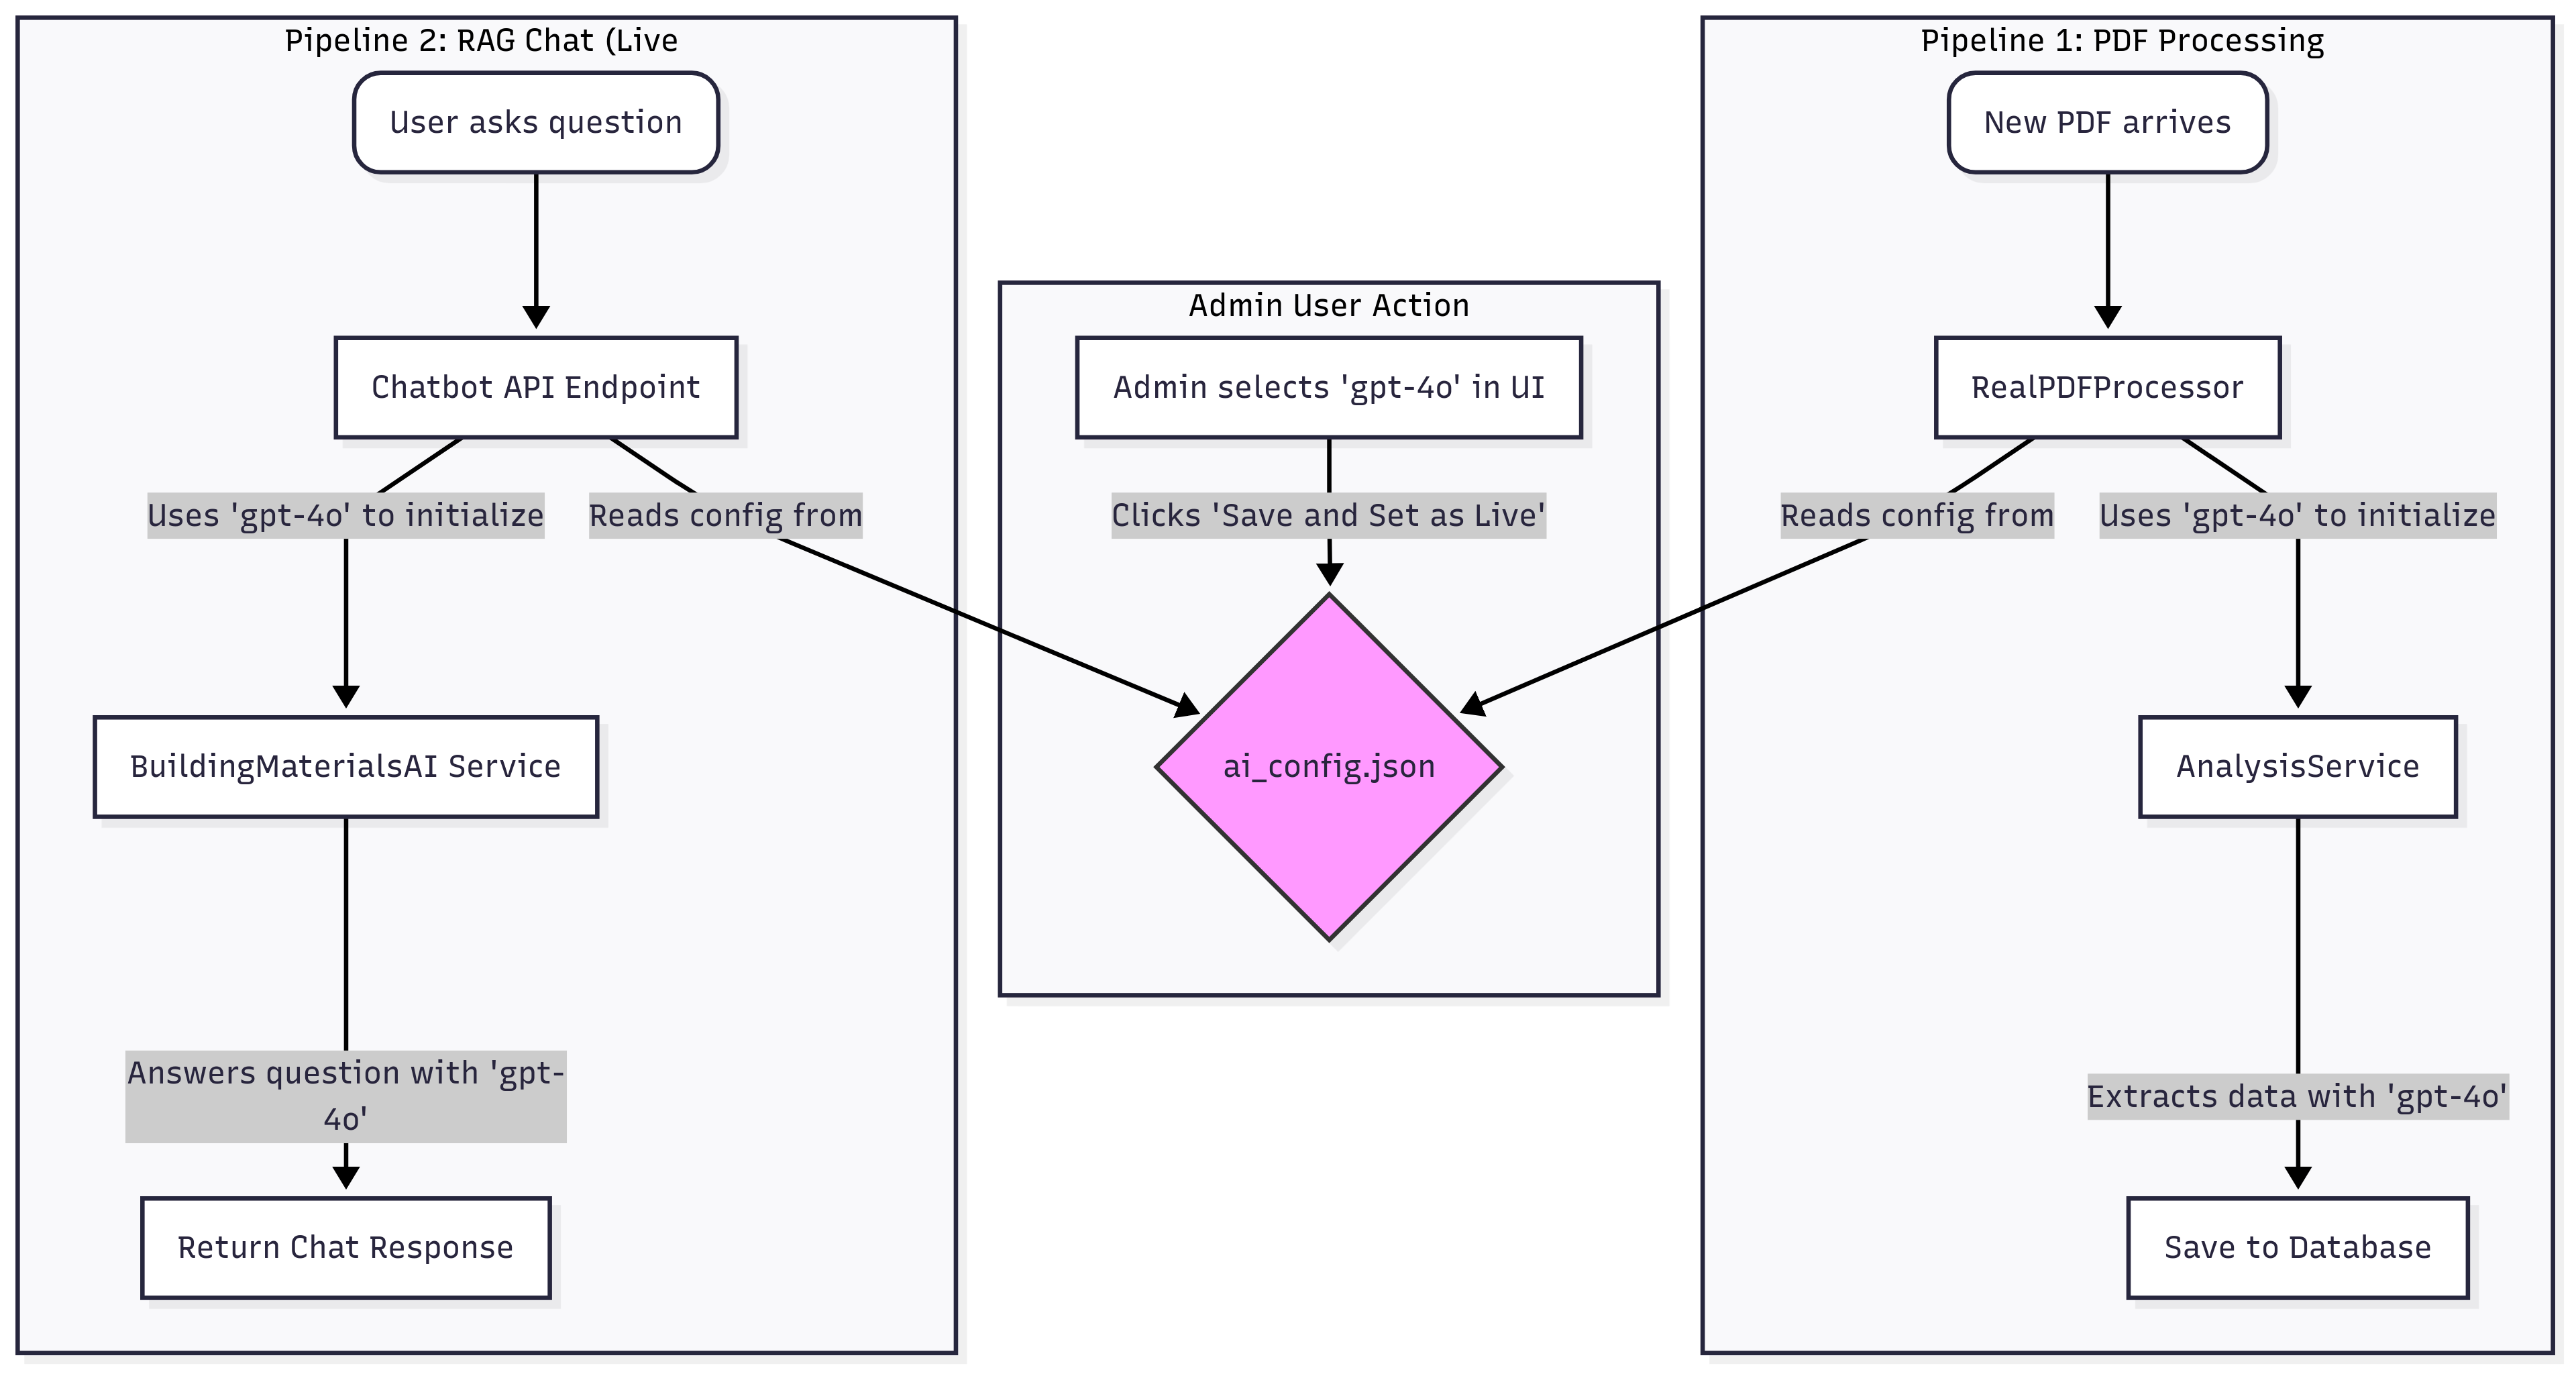 Pipeline 2: RAG Chat (Live
User asks question
Chatbot API Endpoint
Uses 'gpt-4o' to initialize
Reads config from
BuildingMaterialsAI Service
Answers question with 'gpt-
4o'
Return Chat Response
Admin User Action
Admin selects 'gpt-4o' in UI
Clicks 'Save and Set as Live'
ai_config.json
Pipeline 1: PDF Processing
New PDF arrives
RealPDFProcessor
Reads config from
Uses 'gpt-4o' to initialize
AnalysisService
Extracts data with 'gpt-4o'
Save to Database